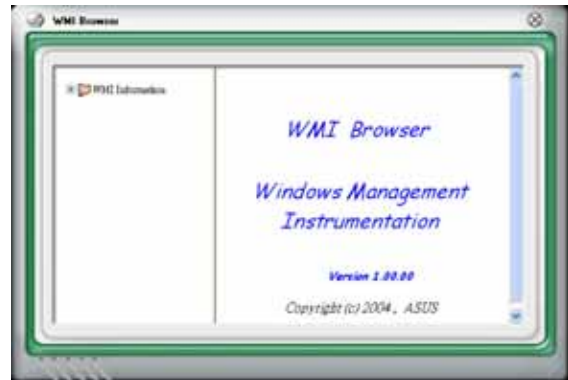 WMI Browser
WMI Information
WMI Browser
Windows Management
Instrumentation
Version 1.00.00
Copyright (c) 2004, ASUS